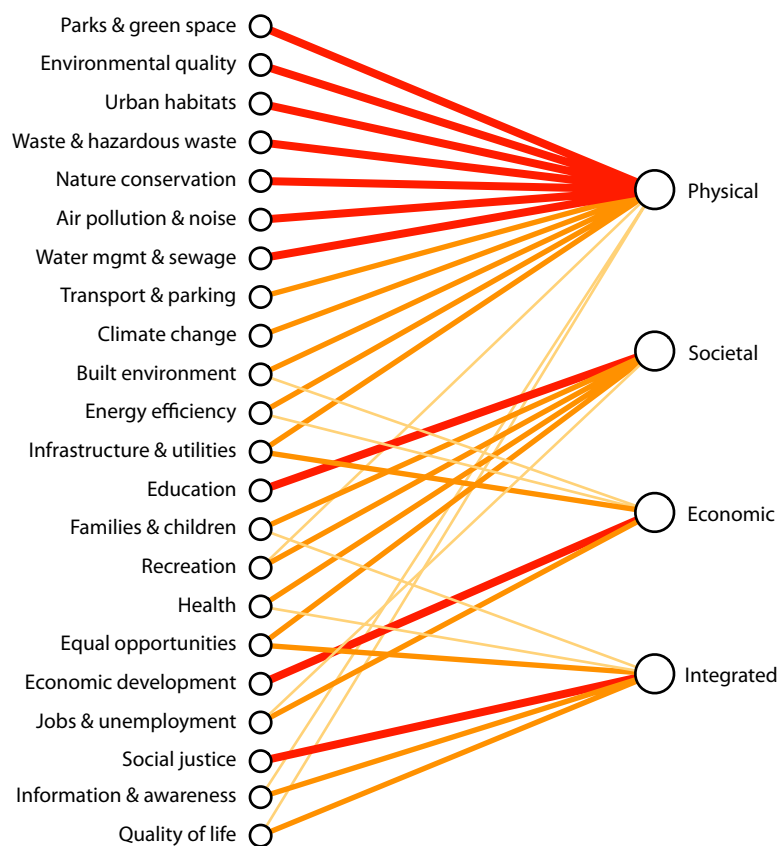 Parks & green space
Environmental quality
Urban habitats
Waste & hazardous waste
Nature conservation
Air pollution & noise
Water mgmt & sewage
Transport & parking
Climate change
Built environment
Energy efficiency
Infrastructure & utilities
Education
Families & children
Recreation
Health
Equal opportunities
Economic development
Jobs & unemployment
Social justice
Information & awareness
Quality of life
Physical
Societal
Economic
Integrated